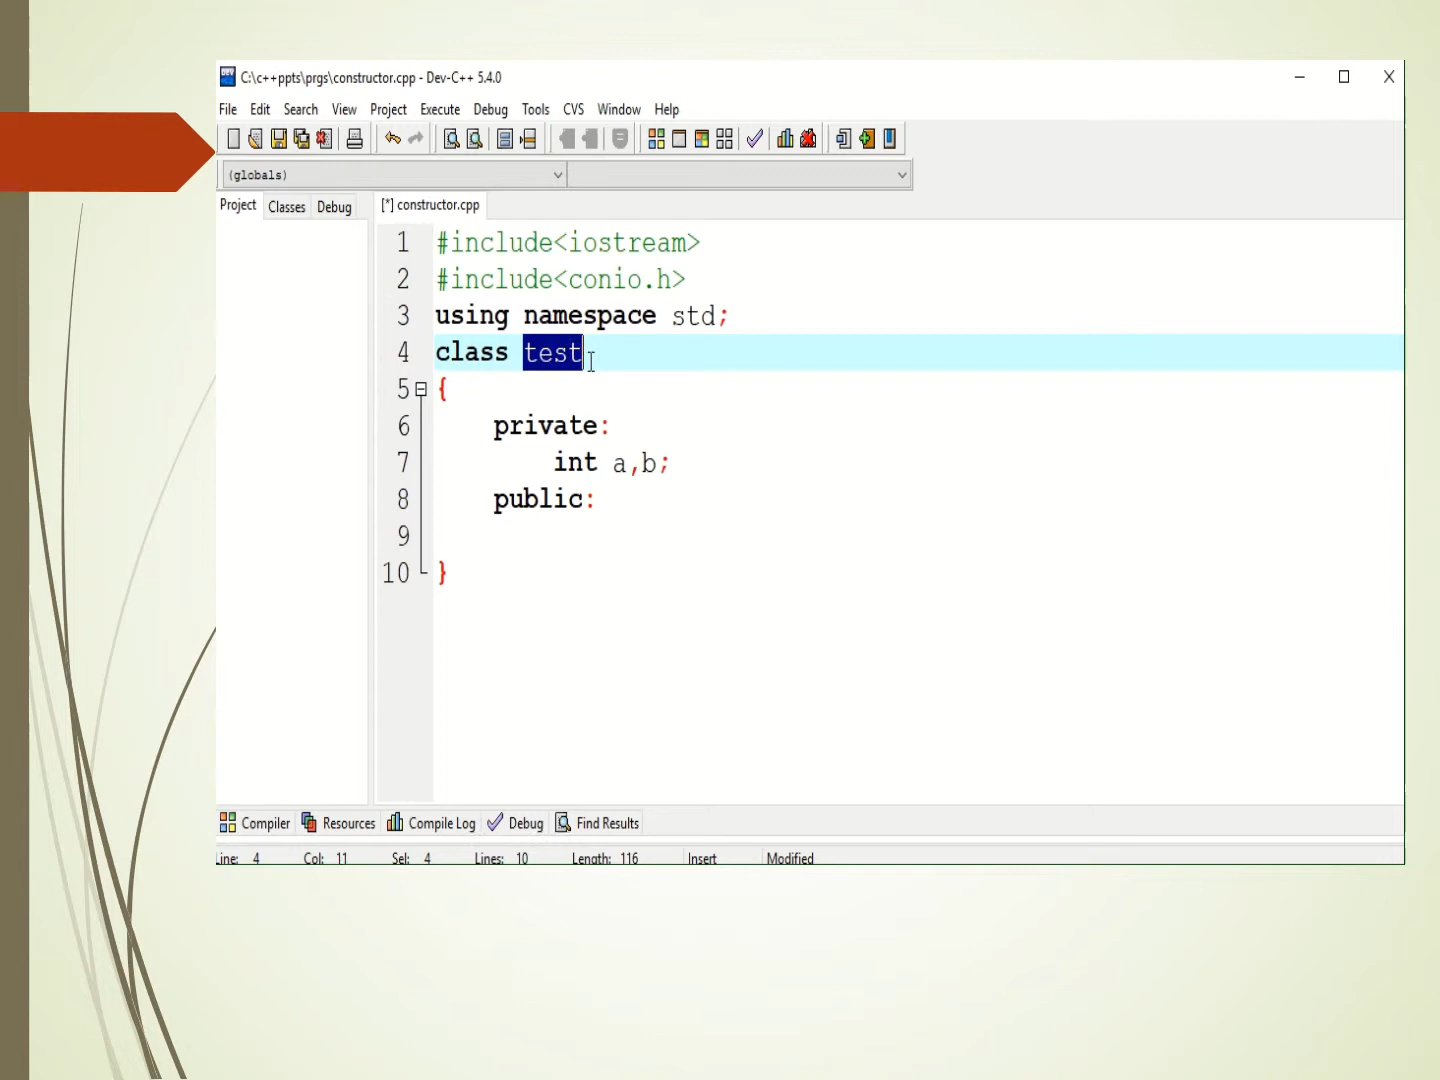 C:\c++ppts\prgs\constructor.cpp - Dev-C++ 5.4.0
File Edit Search View Project Execute Debug Tools CVS Window Help
(globals)
Project Classes Debug [*] constructor.cpp
1 #include<iostream>
2 #include<conio.h>
3 using namespace std;
4 class test
5 {
6 private:
7 int a,b;
8 public:
9
10 }
Compiler Resources Compile Log Debug Find Results
Line: 4 Col: 11 Sel: 4 Lines: 10 Length: 116 Insert Modified